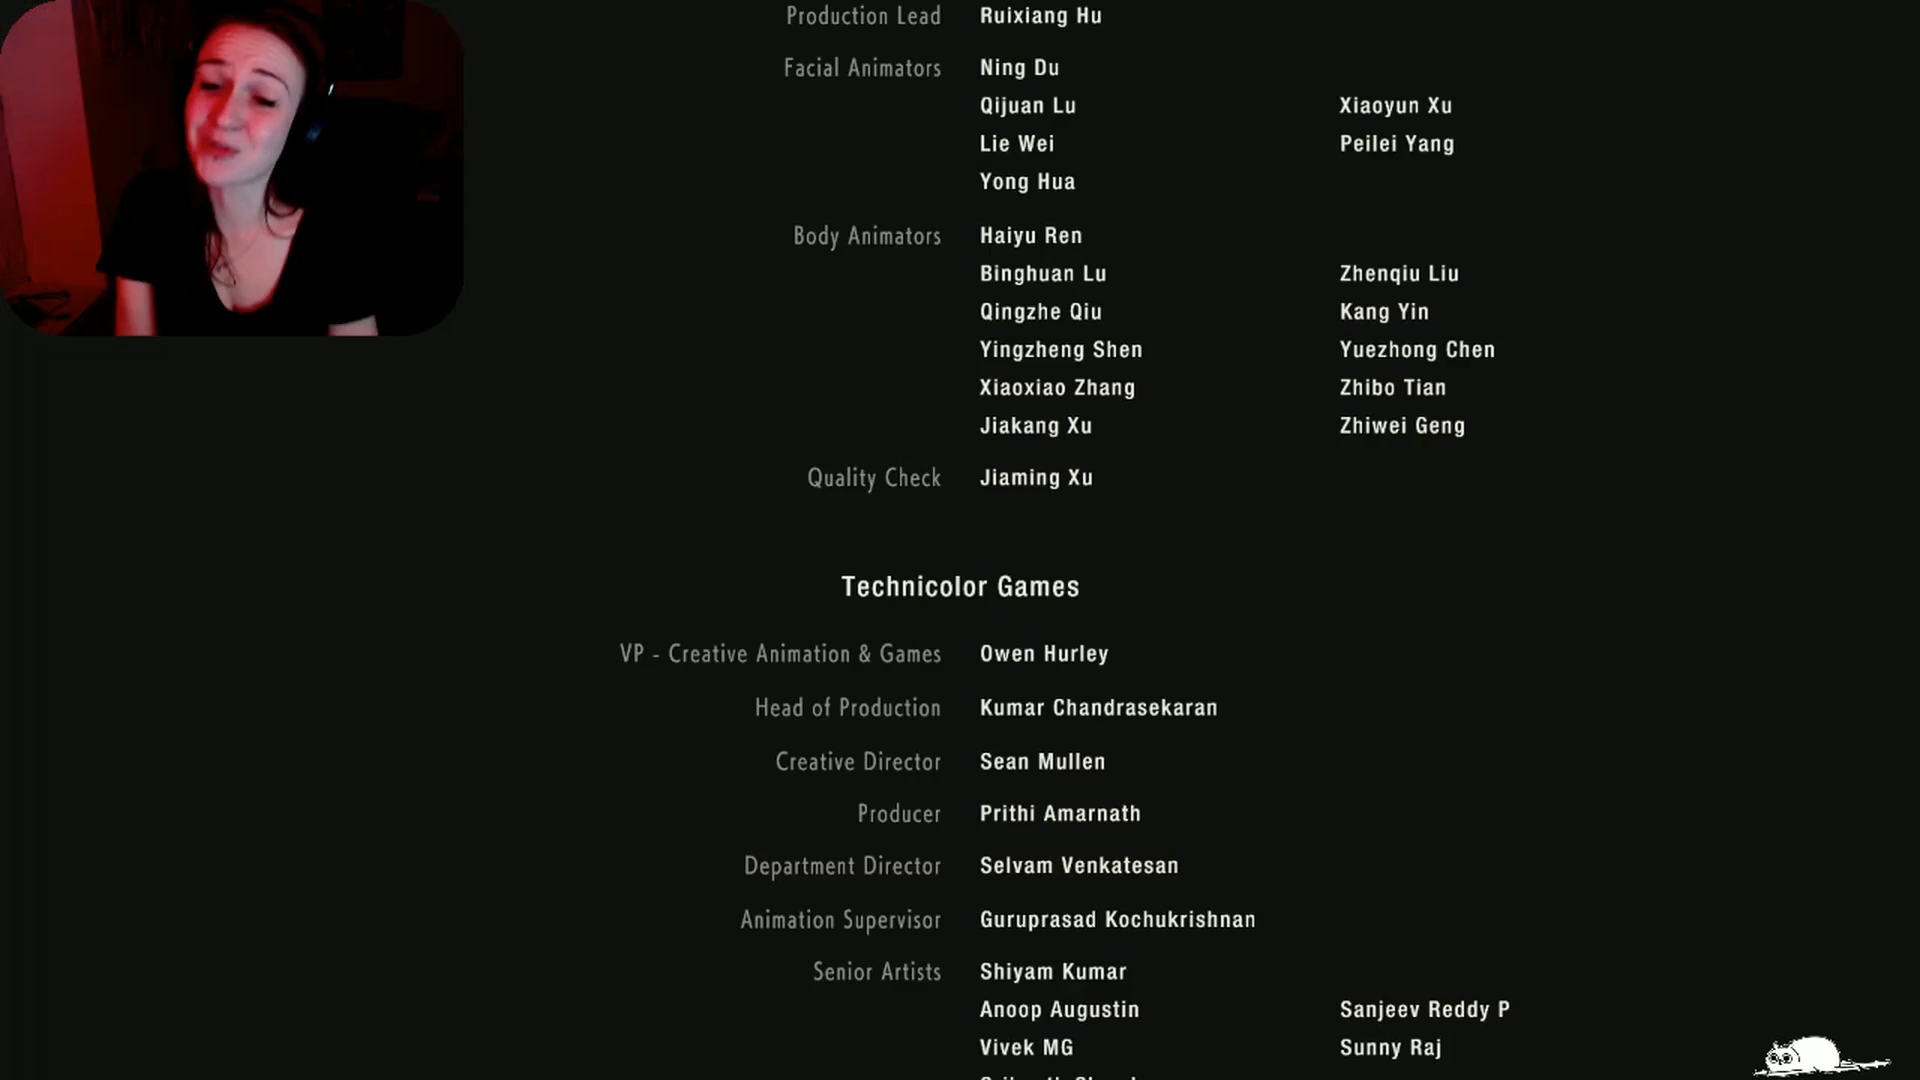 Production Lead Ruixiang Hu
Facial Animators Ning Du
Qijuan Lu Xiaoyun Xu
Lie Wei Peilei Yang
Yong Hua
Body Animators Haiyu Ren
Binghuan Lu Zhenqiu Liu
Qingzhe Qiu Kang Yin
Yingzheng Shen Yuezhong Chen
Xiaoxiao Zhang Zhibo Tian
Jiakang Xu Zhiwei Geng
Quality Check Jiaming Xu
Technicolor Games
VP - Creative Animation & Games Owen Hurley
Head of Production Kumar Chandrasekaran
Creative Director Sean Mullen
Producer Prithi Amarnath
Department Director Selvam Venkatesan
Animation Supervisor Guruprasad Kochukrishnan
Senior Artists Shiyam Kumar
Anoop Augustin Sanjeev Reddy P
Vivek MG Sunny Raj